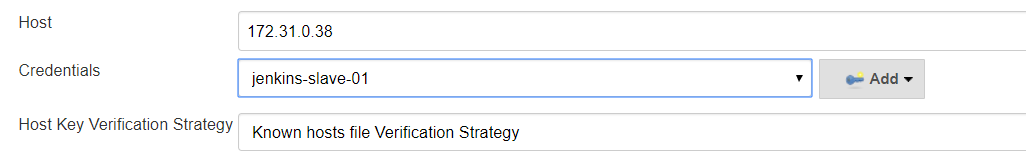 Host
172.31.0.38
Credentials
jenkins-slave-01
Add
Host Key Verification Strategy
Known hosts file Verification Strategy